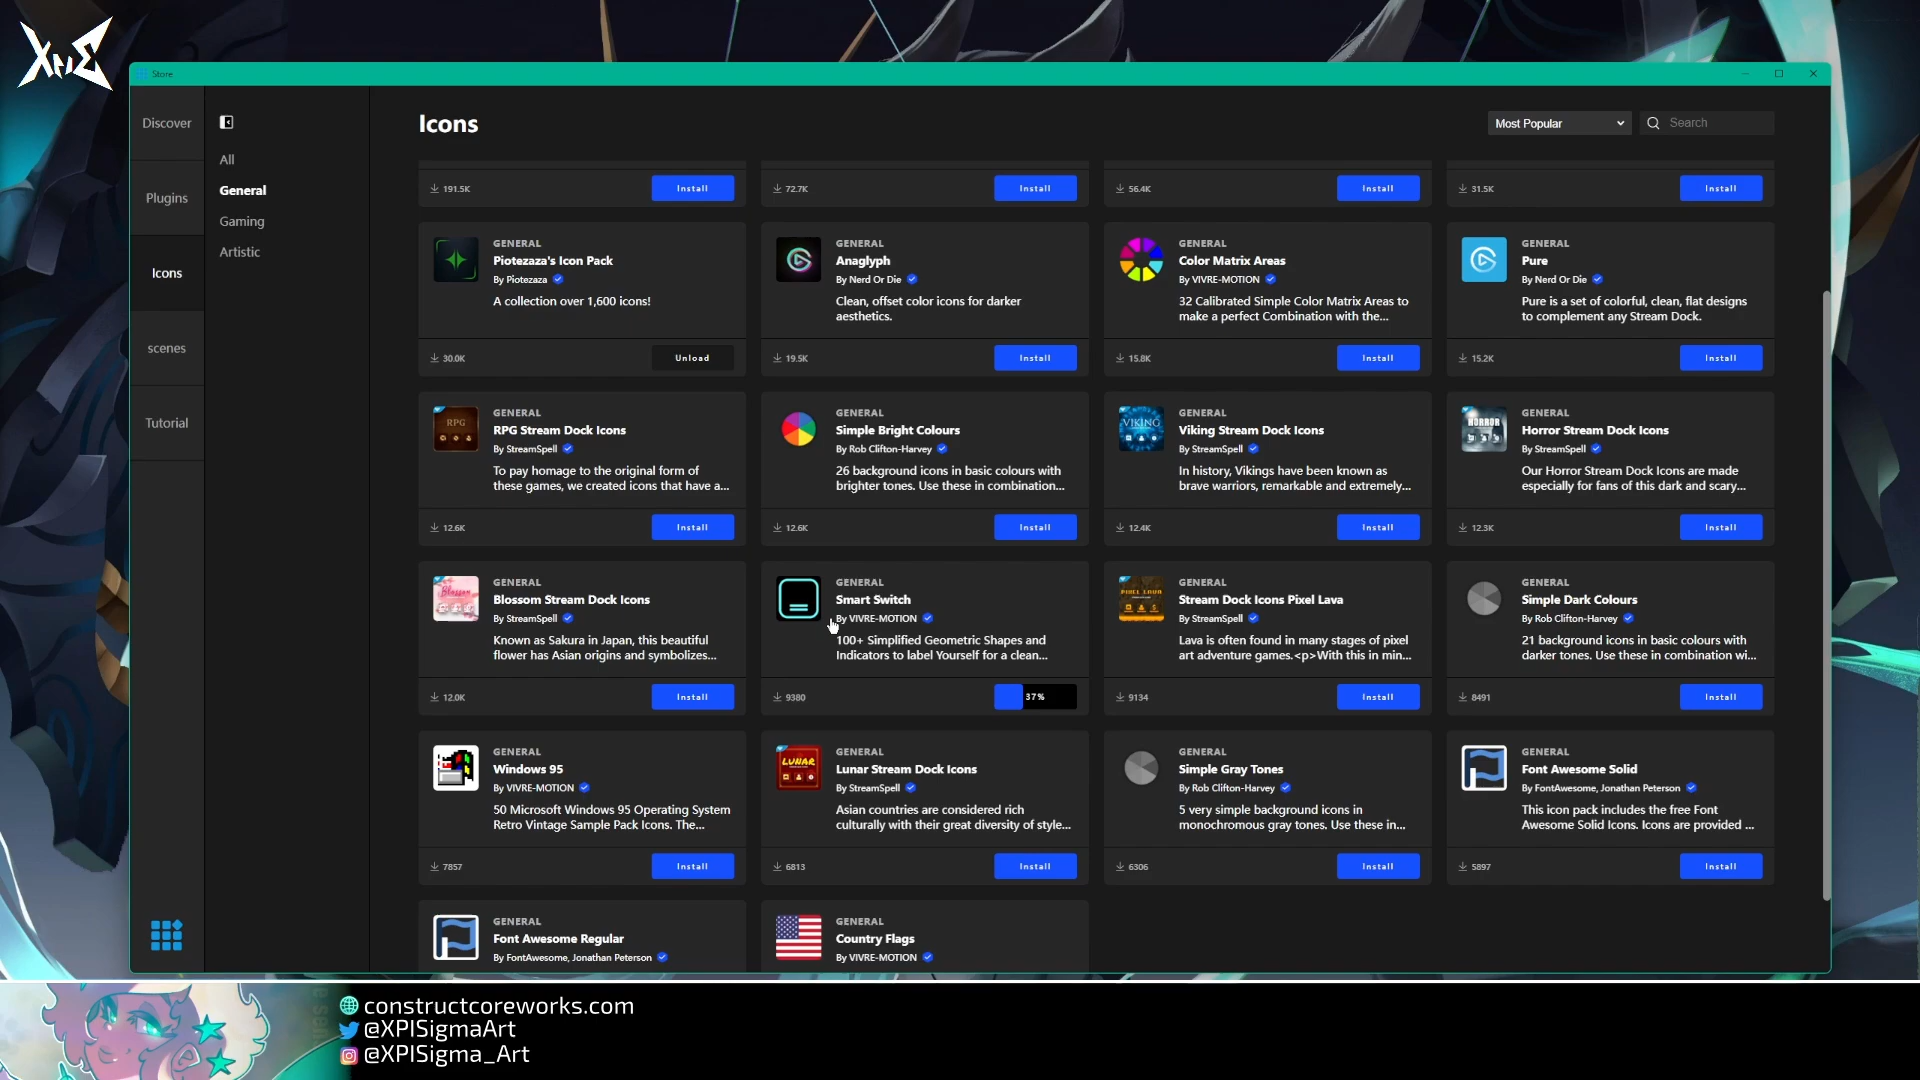 XPIE
Store
Discover
Plugins
Icons
scenes
Tutorial
All
General
Gaming
Artistic
Icons
Most Popular
Search
191.5K
Install
72.7K
Install
56.4K
Install
31.5K
Install
GENERAL
Piotezaza's Icon Pack
By Piotezaza
A collection over 1,600 icons!
30.0K
Unload
GENERAL
Anaglyph
By Nerd Or Die
Clean, offset color icons for darker
aesthetics.
19.5K
Install
GENERAL
Color Matrix Areas
By VIVRE-MOTION
32 Calibrated Simple Color Matrix Areas to
make a perfect Combination with the...
15.8K
Install
GENERAL
Pure
By Nerd Or Die
Pure is a set of colorful, clean, flat designs
to complement any Stream Dock.
15.2K
Install
RPG
GENERAL
RPG Stream Dock Icons
By StreamSpell
To pay homage to the original form of
these games, we created icons that have a...
12.6K
Install
GENERAL
Simple Bright Colours
By Rob Clifton-Harvey
26 background icons in basic colours with
brighter tones. Use these in combination...
12.6K
Install
VIKING
GENERAL
Viking Stream Dock Icons
By StreamSpell
In history, Vikings have been known as
brave warriors, remarkable and extremely...
12.4K
Install
HORROR
GENERAL
Horror Stream Dock Icons
By StreamSpell
Our Horror Stream Dock Icons are made
especially for fans of this dark and scary...
12.3K
Install
Blossom
GENERAL
Blossom Stream Dock Icons
By StreamSpell
Known as Sakura in Japan, this beautiful
flower has Asian origins and symbolizes...
12.0K
Install
GENERAL
Smart Switch
By VIVRE-MOTION
100+ Simplified Geometric Shapes and
Indicators to label Yourself for a clean...
9380
37%
PIXEL LAVA
GENERAL
Stream Dock Icons Pixel Lava
By StreamSpell
Lava is often found in many stages of pixel
art adventure games.<p>With this in min...
9134
Install
GENERAL
Simple Dark Colours
By Rob Clifton-Harvey
21 background icons in basic colours with
darker tones. Use these in combination wi...
8491
Install
GENERAL
Windows 95
By VIVRE-MOTION
50 Microsoft Windows 95 Operating System
Retro Vintage Sample Pack Icons. The...
7857
Install
LUNAR
GENERAL
Lunar Stream Dock Icons
By StreamSpell
Asian countries are considered rich
culturally with their great diversity of style...
6813
Install
GENERAL
Simple Gray Tones
By Rob Clifton-Harvey
5 very simple background icons in
monochromous gray tones. Use these in...
6306
Install
GENERAL
Font Awesome Solid
By FontAwesome, Jonathan Peterson
This icon pack includes the free Font
Awesome Solid Icons. Icons are provided ...
5897
Install
GENERAL
Font Awesome Regular
By FontAwesome, Jonathan Peterson
GENERAL
Country Flags
By VIVRE-MOTION
constructcoreworks.com
@XPISigmaArt
@XPISigma_Art